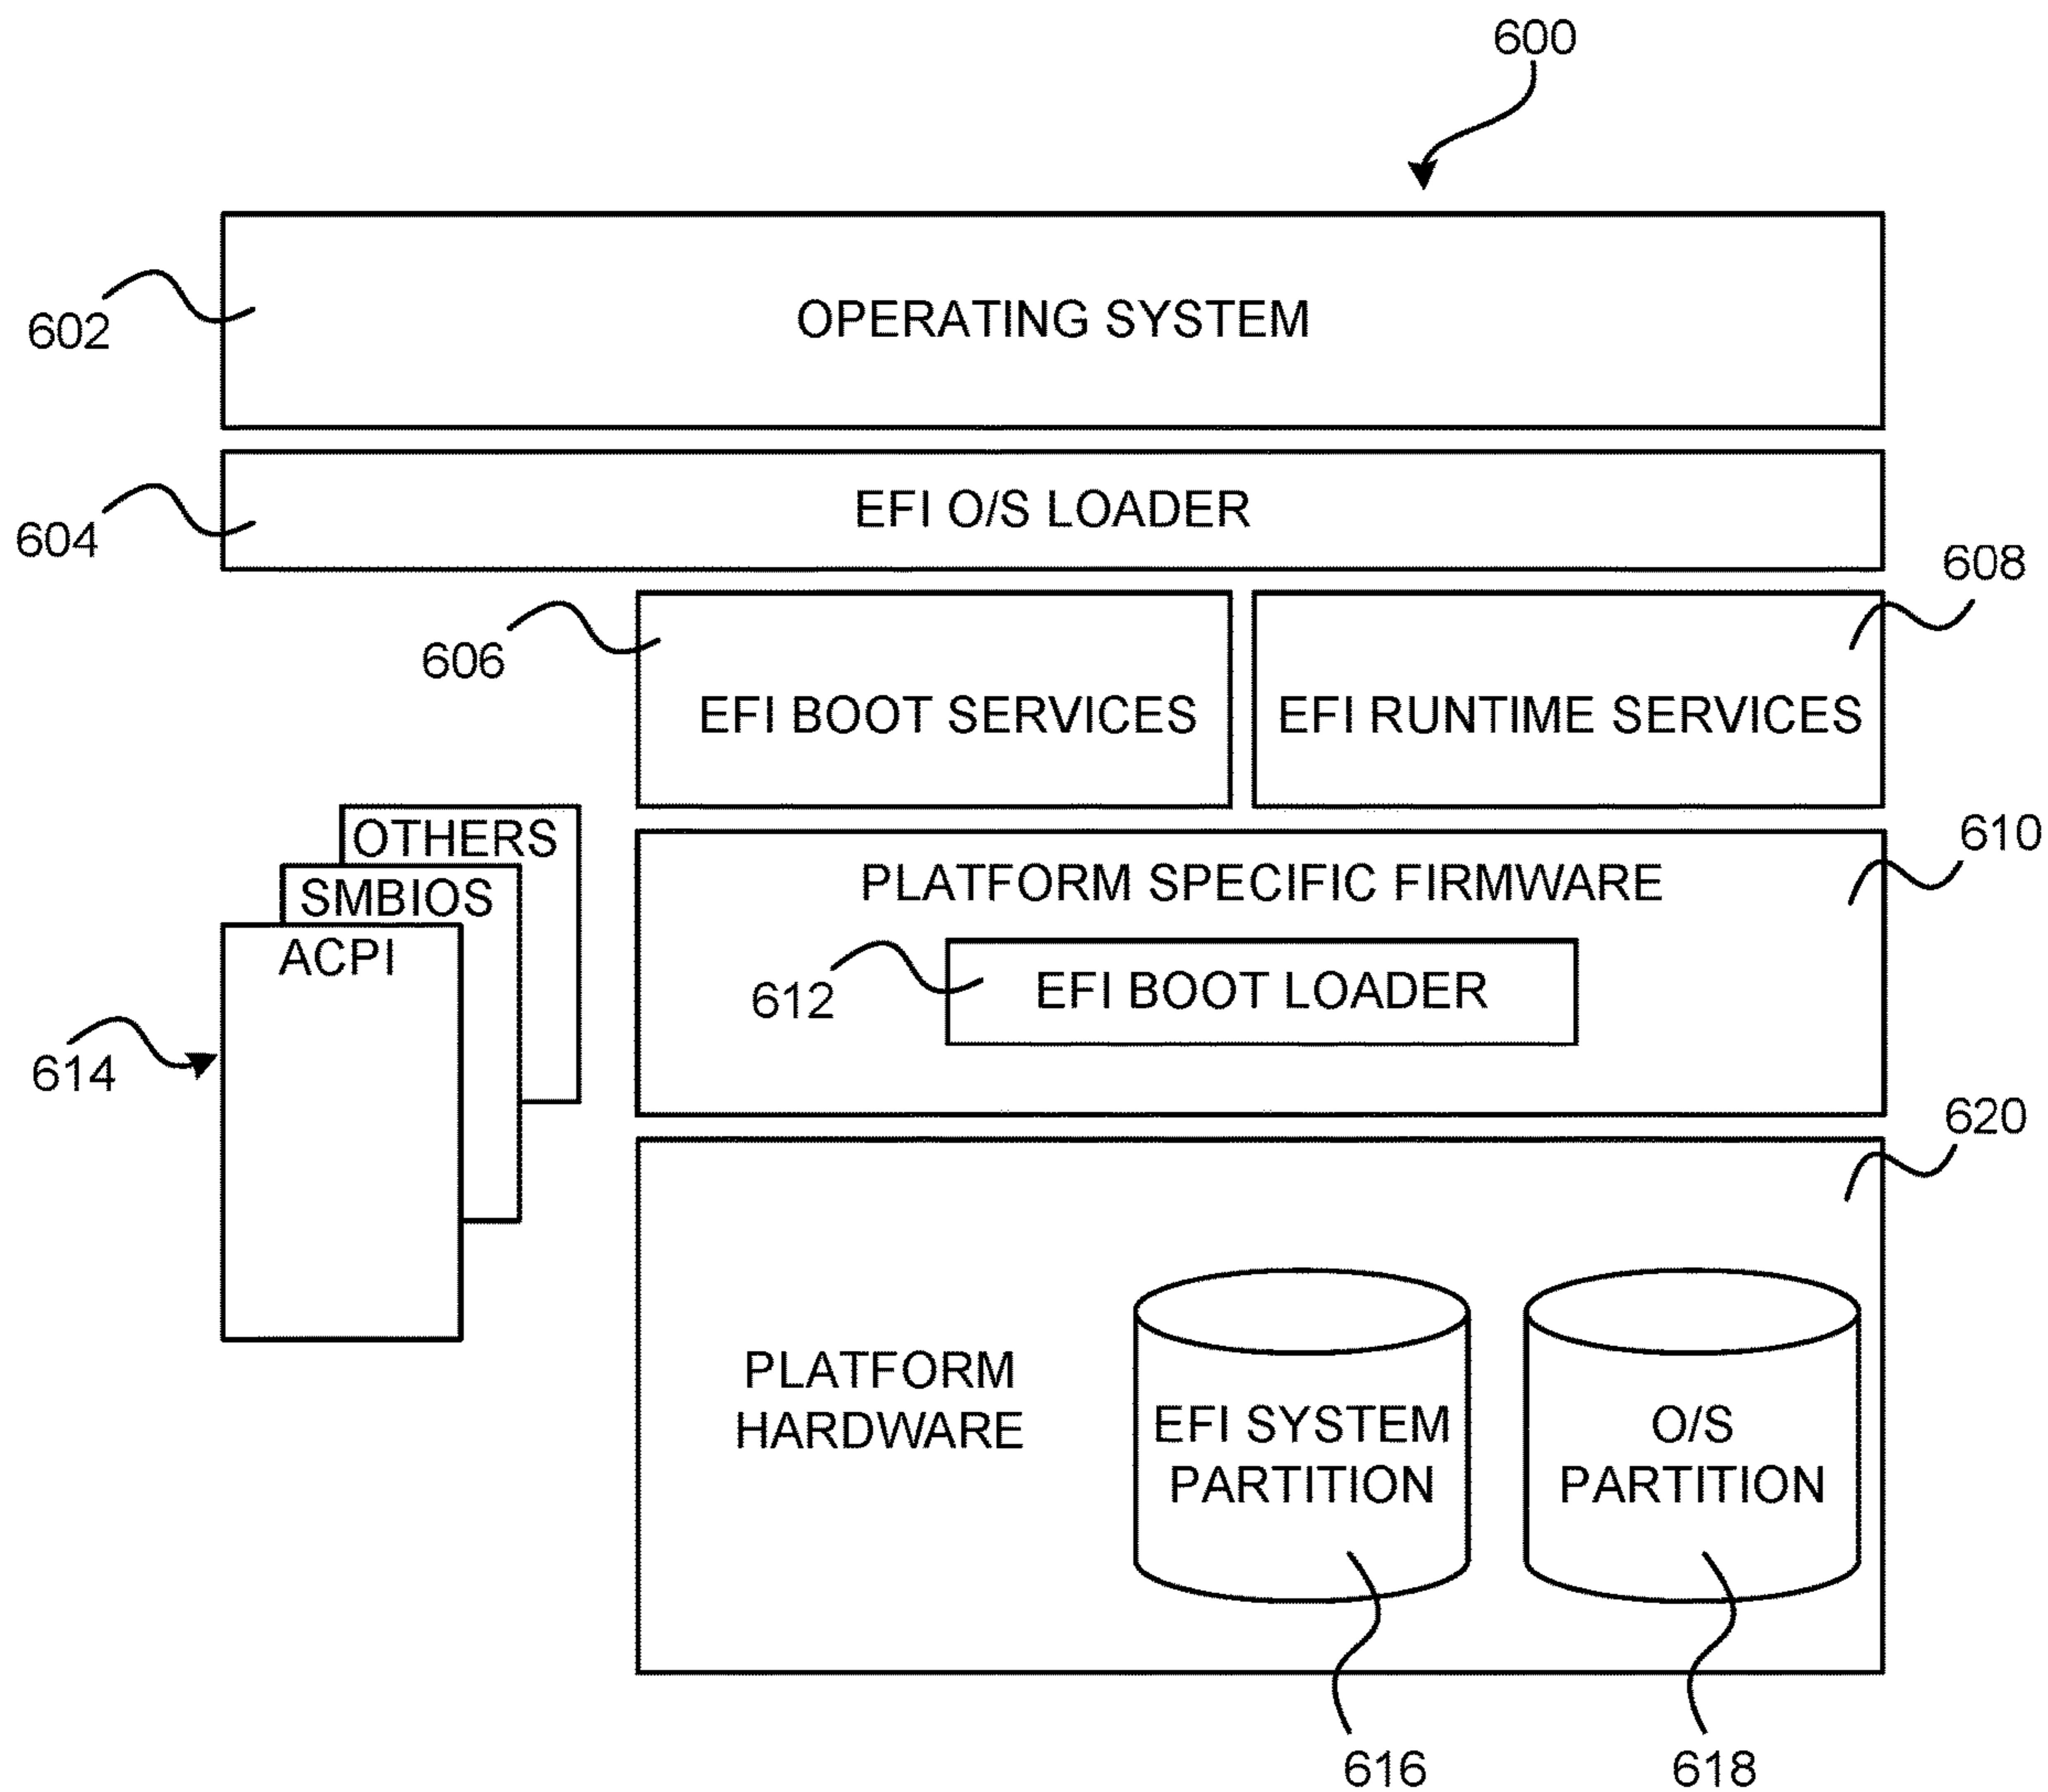 600
OPERATING SYSTEM
602
EFI O/S LOADER
604
608
606
EFI BOOT SERVICES
EFI RUNTIME SERVICES
OTHERS
SMBIOS
ACPI
614
610
PLATFORM SPECIFIC FIRMWARE
612
EFI BOOT LOADER
620
PLATFORM
HARDWARE
EFI SYSTEM
PARTITION
O/S
PARTITION
616
618